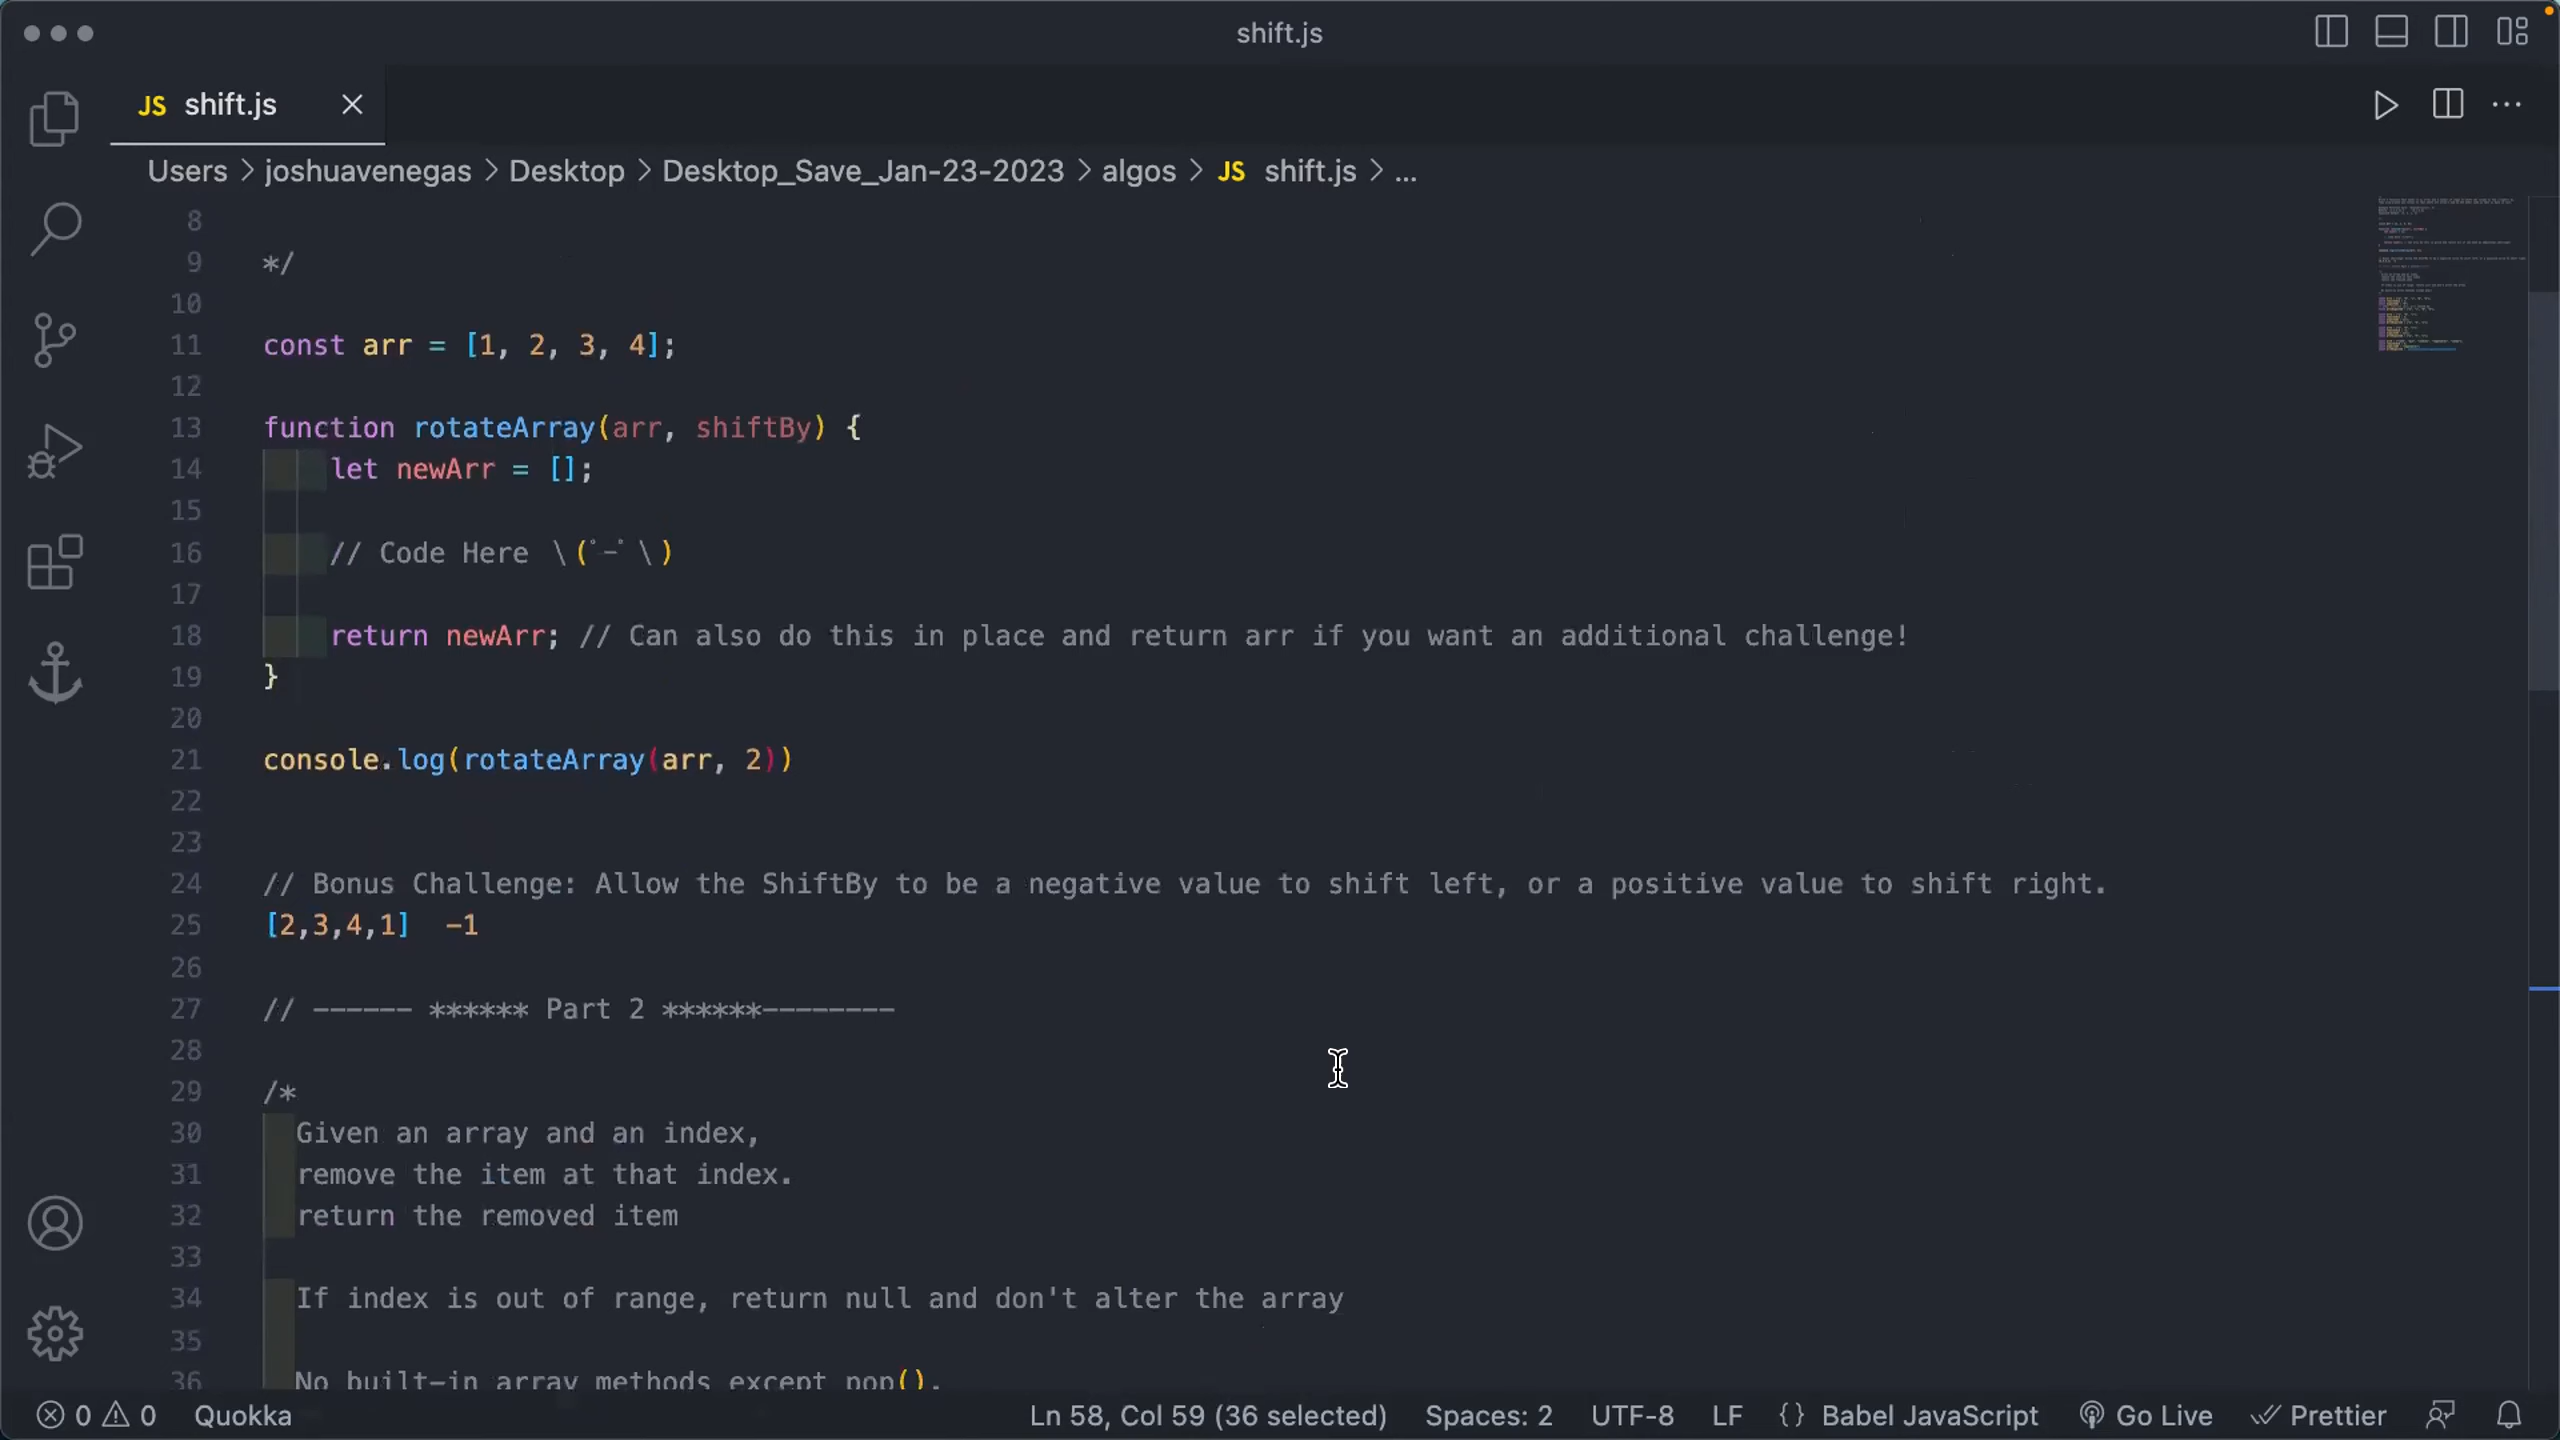 shift.js
JS shift.js
Users > joshuavenegas > Desktop > Desktop_Save_Jan-23-2023 > algos > JS shift.js > ...
8
9 */
10
11 const arr = [1, 2, 3, 4];
12
13 function rotateArray(arr, shiftBy) {
14 let newArr = [];
15
16 // Code Here \(°-°\)
17
18 return newArr; // Can also do this in place and return arr if you want an additional challenge!
19 }
20
21 console.log(rotateArray(arr, 2))
22
23
24 // Bonus Challenge: Allow the ShiftBy to be a negative value to shift left, or a positive value to shift right.
25 [2,3,4,1]  -1
26
27 // ------ ****** Part 2 ******--------
28
29 /*
30 Given an array and an index,
31 remove the item at that index.
32 return the removed item
33
34 If index is out of range, return null and don't alter the array
35
36 No built-in array methods except pop().
0 0 Quokka Ln 58, Col 59 (36 selected) Spaces: 2 UTF-8 LF {} Babel JavaScript Go Live Prettier